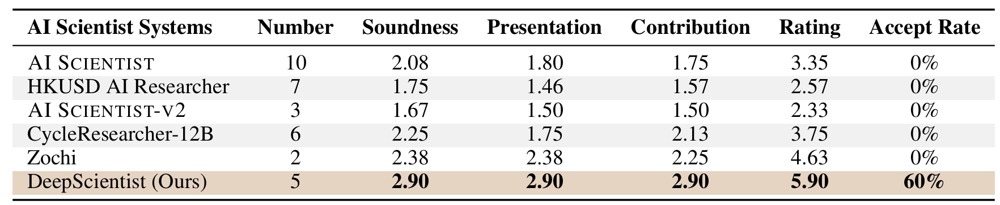 AI Scientist Systems Number Soundness Presentation Contribution Rating Accept Rate
AI SCIENTIST 10 2.08 1.80 1.75 3.35 0%
HKUSD AI Researcher 7 1.75 1.46 1.57 2.57 0%
AI SCIENTIST-V2 3 1.67 1.50 1.50 2.33 0%
CycleResearcher-12B 6 2.25 1.75 2.13 3.75 0%
Zochi 2 2.38 2.38 2.25 4.63 0%
DeepScientist (Ours) 5 2.90 2.90 2.90 5.90 60%